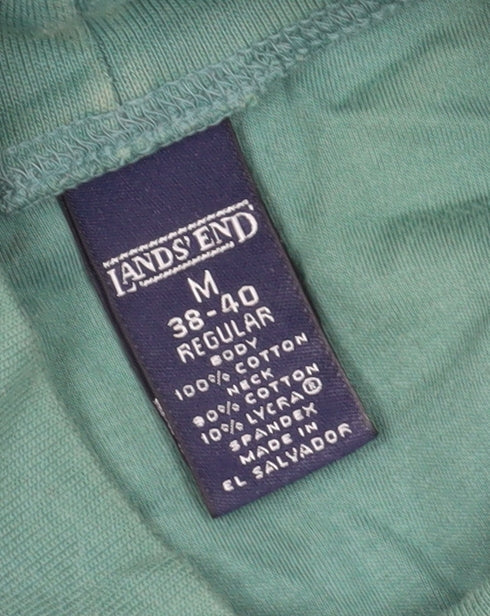 LANDS' END
M
38-40
REGULAR
BODY
100% COTTON
NECK
90% COTTON
10% LYCRA®
SPANDEX
MADE IN
EL SALVADOR